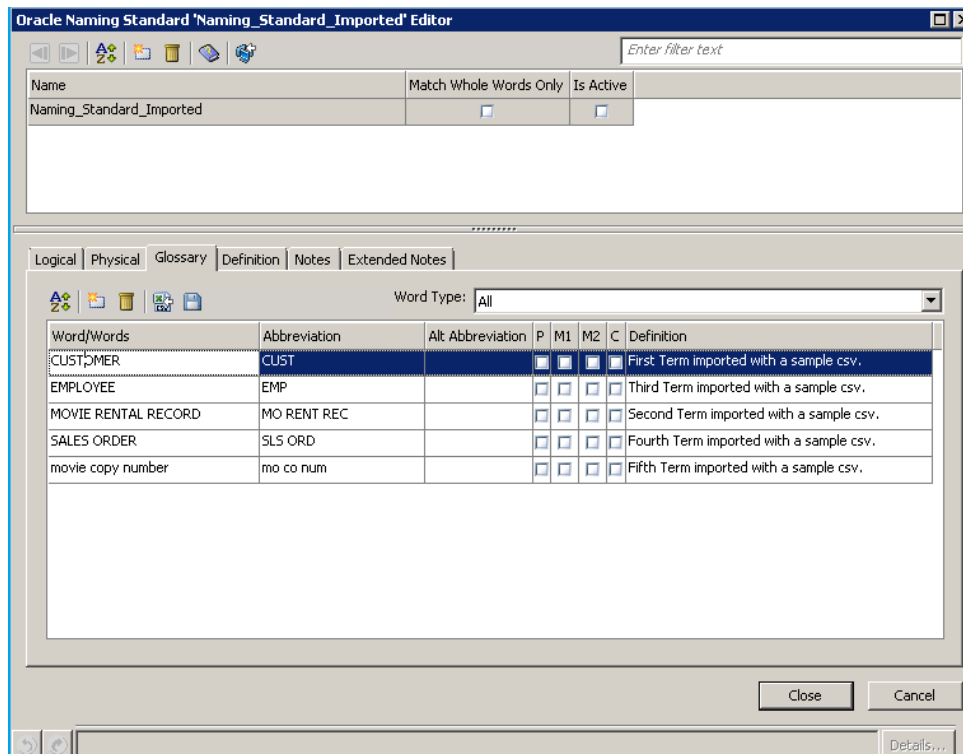 Oracle Naming Standard 'Naming_Standard_Imported' Editor
Enter filter text
Name Match Whole Words Only Is Active
Naming_Standard_Imported
Logical Physical Glossary Definition Notes Extended Notes
Word Type: All
Word/Words Abbreviation Alt Abbreviation P M1 M2 C Definition
CUSTOMER CUST First Term imported with a sample csv.
EMPLOYEE EMP Third Term imported with a sample csv.
MOVIE RENTAL RECORD MO RENT REC Second Term imported with a sample csv.
SALES ORDER SLS ORD Fourth Term imported with a sample csv.
movie copy number mo co num Fifth Term imported with a sample csv.
Close Cancel
Details...